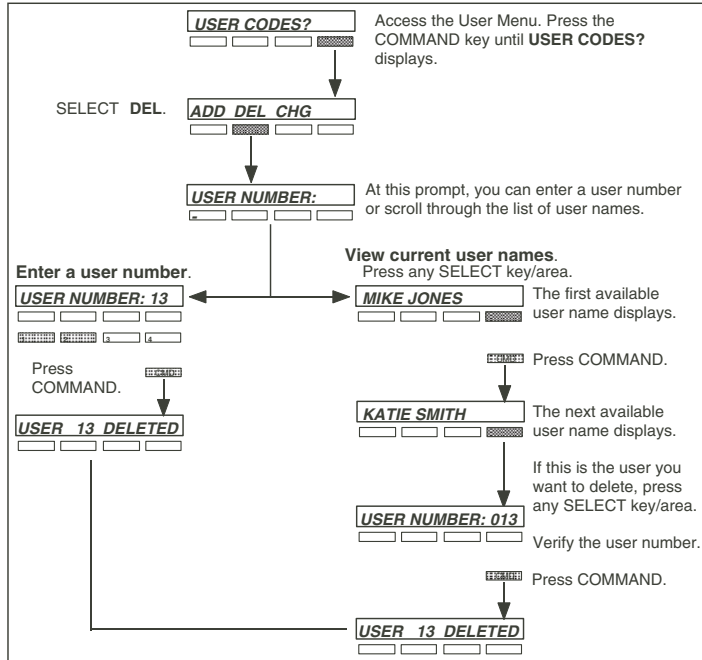 USER CODES?
Access the User Menu. Press the
COMMAND key until USER CODES?
displays.
SELECT DEL.
ADD DEL CHG
USER NUMBER:
At this prompt, you can enter a user number
or scroll through the list of user names.
Enter a user number.
USER NUMBER: 13
3 4
Press
COMMAND.
CMD
USER 13 DELETED
View current user names.
Press any SELECT key/area.
MIKE JONES
The first available
user name displays.
CMD
Press COMMAND.
KATIE SMITH
The next available
user name displays.
If this is the user you
want to delete, press
any SELECT key/area.
USER NUMBER: 013
Verify the user number.
CMD
Press COMMAND.
USER 13 DELETED